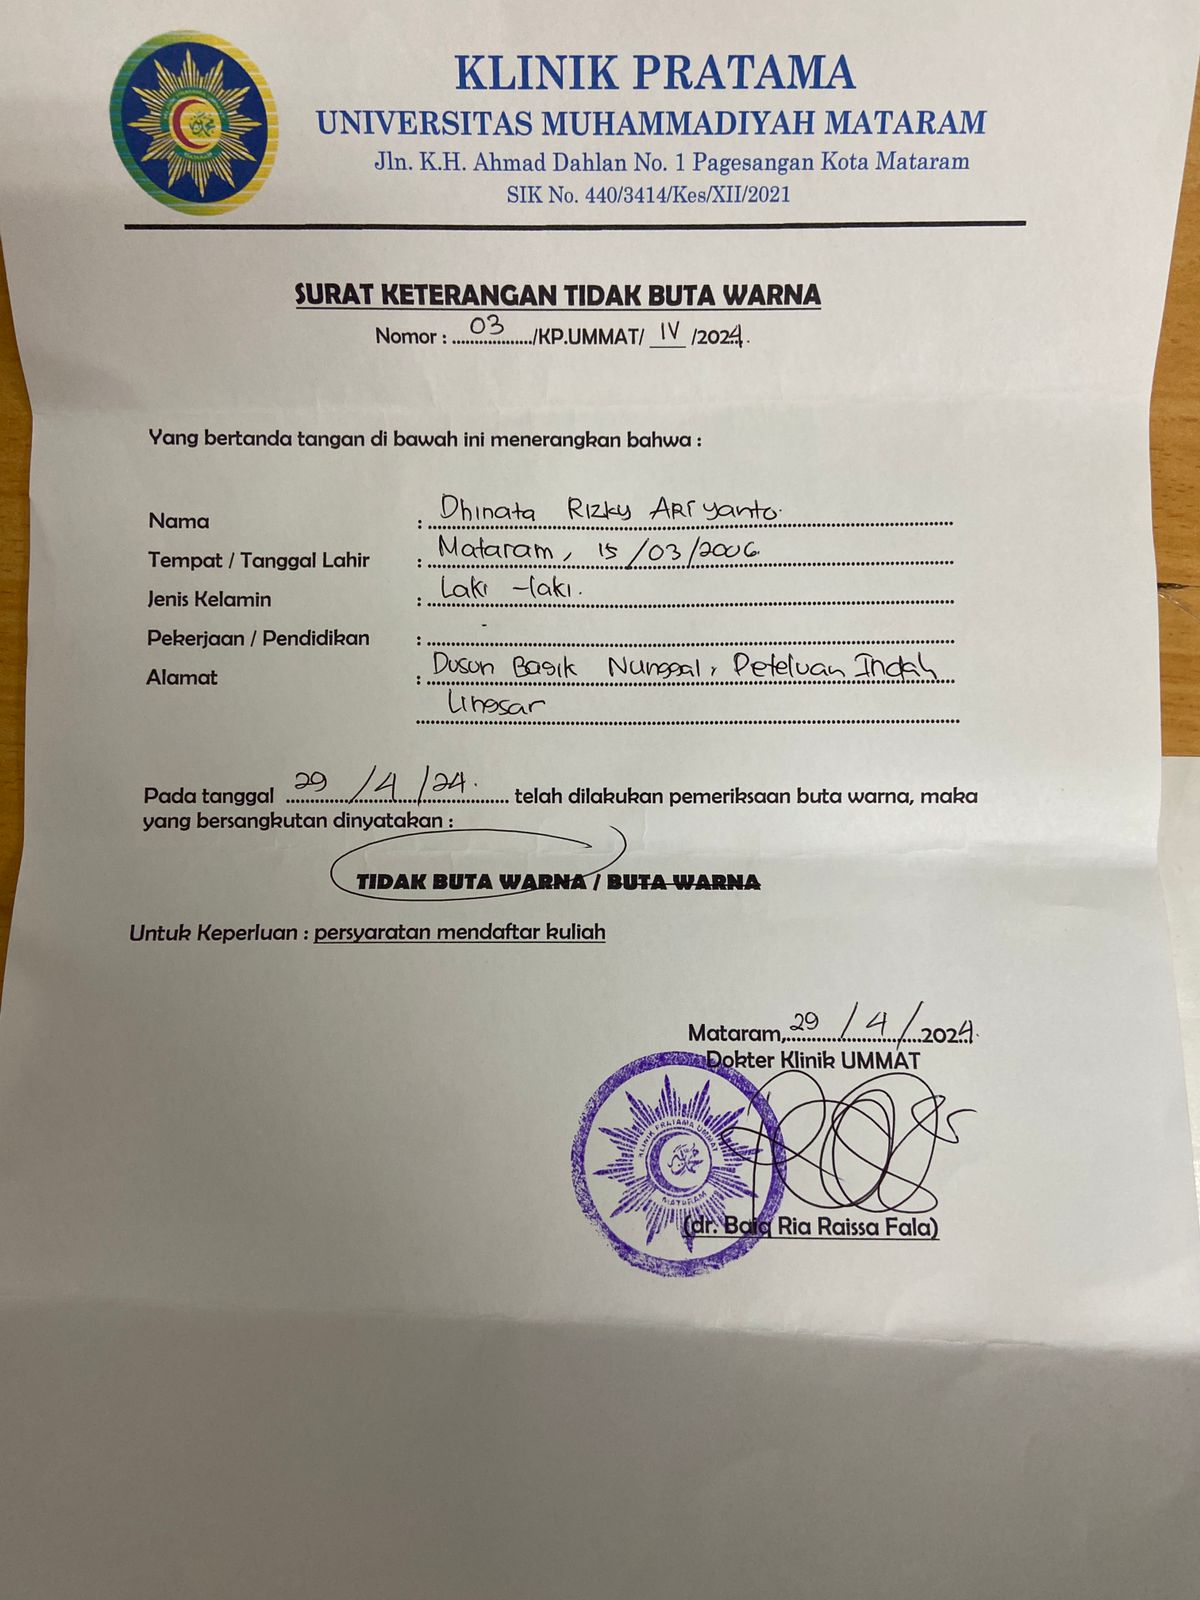 KLINIK PRATAMA
UNIVERSITAS MUHAMMADIYAH MATARAM
Jln. K.H. Ahmad Dahlan No. 1 Pagesangan Kota Mataram
SIK No. 440/3414/Kes/XII/2021
SURAT KETERANGAN TIDAK BUTA WARNA
Nomor : 03/KP.UMMAT/ IV /2024.
Yang bertanda tangan di bawah ini menerangkan bahwa :
Nama : Dhinata Rizky Ariyanto.
Tempat / Tanggal Lahir : Mataram, 15/03/2006
Jenis Kelamin : Laki-laki.
Pekerjaan / Pendidikan : -
Alamat : Dusun Basik Nunggal, Peteluan Indah
Lingsar
Pada tanggal 29/4/24. telah dilakukan pemeriksaan buta warna, maka
yang bersangkutan dinyatakan :
TIDAK BUTA WARNA / BUTA WARNA
Untuk Keperluan : persyaratan mendaftar kuliah
Mataram, 29/4/2024.
Dokter Klinik UMMAT
KLINIK PRATAMA UMMAT
MATARAM
(dr. Baiq Ria Raissa Fala)